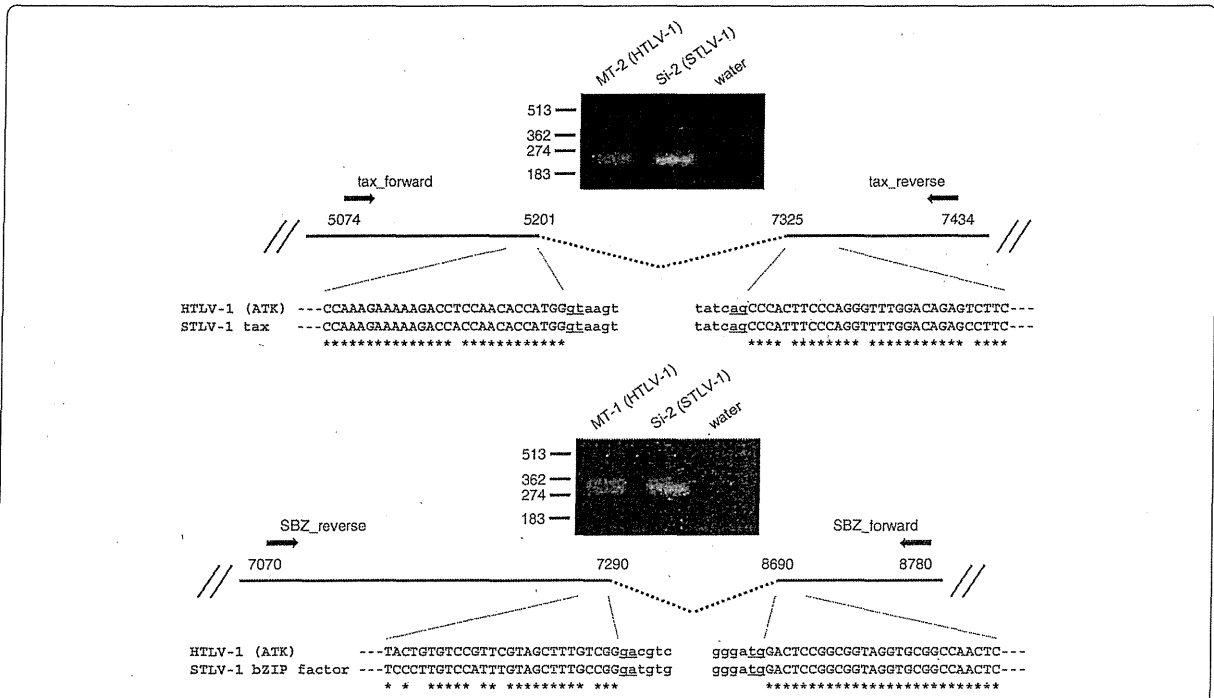 MT-2 (HTLV-1) Si-2 (STLV-1) water
513
362
274
183
tax_forward tax_reverse
5074 5201 7325 7434
HTLV-1 (ATK) ---CCAAAGAAAAAGACCTCCAACACCATGGgtaagt tatcagCCCACTTCCCAGGGTTTGGACAGAGTCTTC---
STLV-1 tax ---CCAAAGAAAAAGACCACCAACACCATGGgtaagt tatcagCCCATTTCCCAGGTTTTGGACAGAGCCTTC---
****************** ********* **** ******** ********** ****
MT-1 (HTLV-1) Si-2 (STLV-1) water
513
362
274
183
SBZ_reverse SBZ_forward
7070 7290 8690 8780
HTLV-1 (ATK) ---TACTGTGTCCGTTCGTAGCTTTGTCGGgacgtc gggatgGACTCCGGCGGTAGGTGCGGCCAACTC---
STLV-1 bZIP factor ---TCCCTTGTCCATTTGTAGCTTTGCCGGgatgtg gggatgGACTCCGGCGGTAGGTGCGGCCAACTC---
* * ***** ** ********* *** ***************************